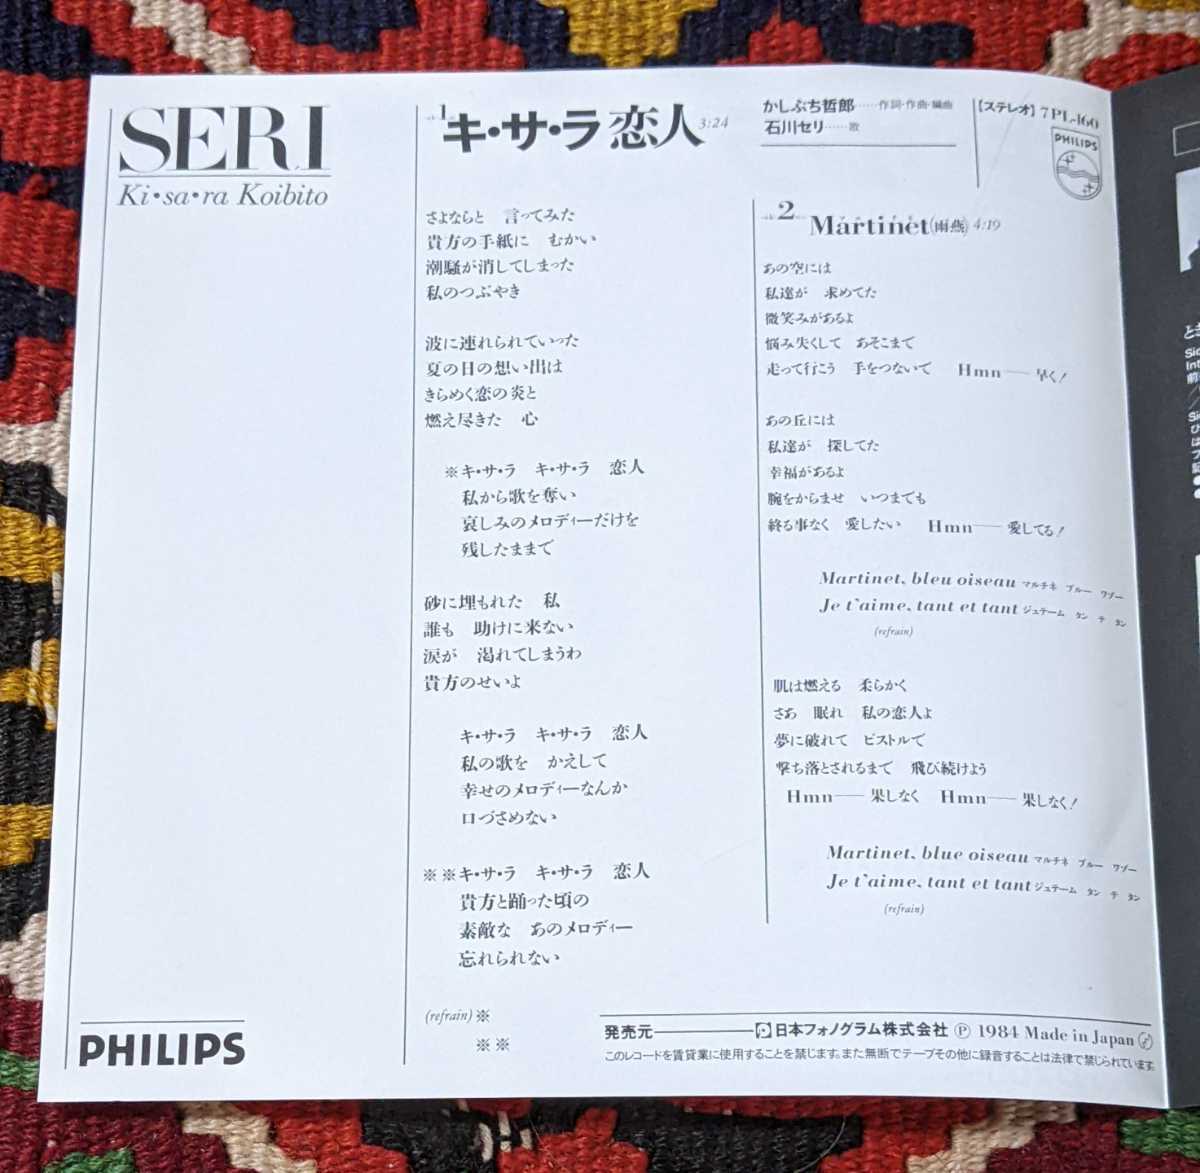 SERI
Ki・sa・ra Koibito
side 1
キ・サ・ラ 恋人 3:24
かしぶち哲郎……作詞・作曲・編曲
石川セリ……歌
【ステレオ】7PL-160
PHILIPS
さよならと 言ってみた
貴方の手紙に むかい
潮騒が消してしまった
私のつぶやき
波に連れられていった
夏の日の想い出は
きらめく恋の炎と
燃え尽きた 心
※キ・サ・ラ キ・サ・ラ 恋人
私から歌を奪い
哀しみのメロディーだけを
残したままで
砂に埋もれた 私
誰も 助けに来ない
涙が 渇れてしまうわ
貴方のせいよ
キ・サ・ラ キ・サ・ラ 恋人
私の歌を かえして
幸せのメロディーなんか
口づさめない
※※キ・サ・ラ キ・サ・ラ 恋人
貴方と踊った頃の
素敵な あのメロディー
忘れられない
(refrain)※
※※
side 2
マルティネ
Martinet(雨燕) 4:19
あの空には
私達が 求めてた
微笑みがあるよ
悩み失くして あそこまで
走って行こう 手をつないで Hmn――早く!
あの丘には
私達が 探してた
幸福があるよ
腕をからませ いつまでも
終る事なく 愛したい Hmn――愛してる!
Martinet、bleu oiseau マルチネ ブルー ワゾー
Je t'aime、tant et tant ジュテーム タン テ タン
(refrain)
肌は燃える 柔らかく
さあ 眠れ 私の恋人よ
夢に破れて ピストルで
撃ち落とされるまで 飛び続けよう
Hmn――果しなく Hmn――果しなく!
Martinet、blue oiseau マルチネ ブルー ワゾー
Je t'aime、tant et tant ジュテーム タン テ タン
(refrain)
PHILIPS
発売元――日本フォノグラム株式会社 Ⓟ 1984 Made in Japan
このレコードを賃貸業に使用することを禁じます。また無断でテープその他に録音することは法律で禁じられています。